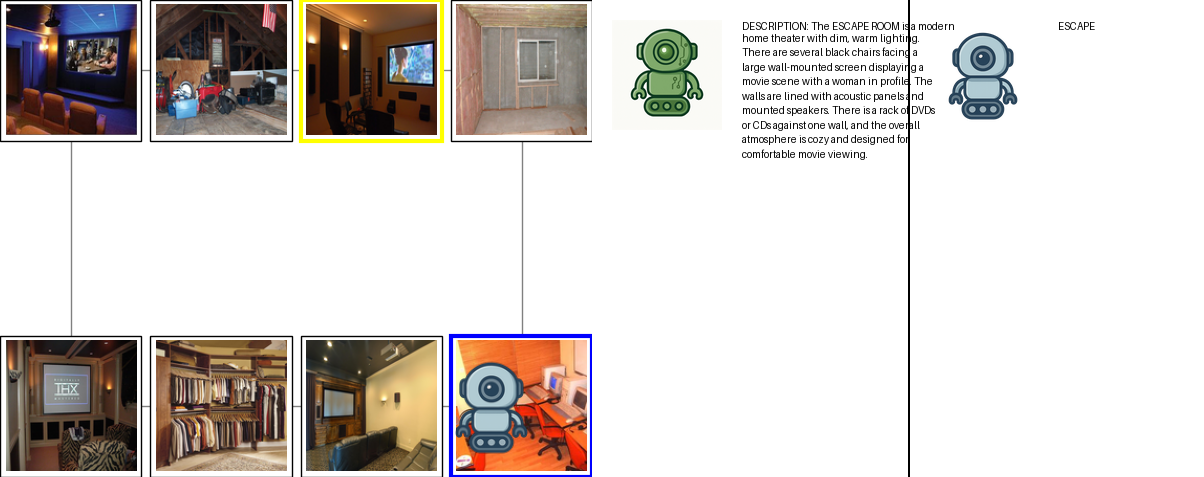 DESCRIPTION: The ESCAPE ROOM is a modern
home theater with dim, warm lighting.
There are several black chairs facing a
large wall-mounted screen displaying a
movie scene with a woman in profile. The
walls are lined with acoustic panels and
mounted speakers. There is a rack of DVDs
or CDs against one wall, and the overall
atmosphere is cozy and designed for
comfortable movie viewing.
ESCAPE
THX